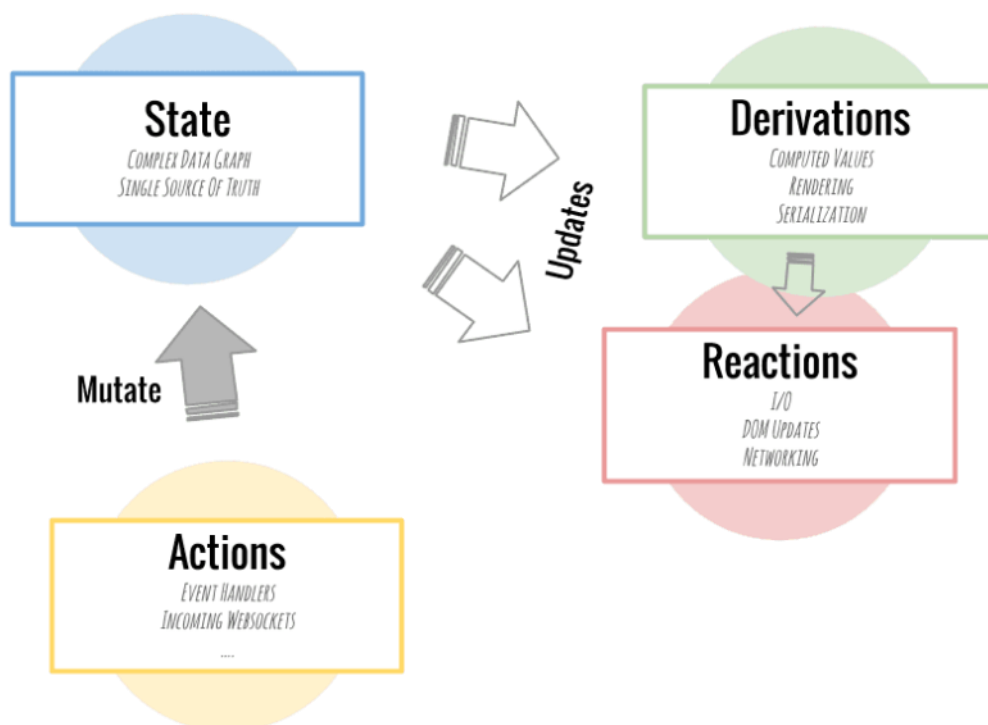 State
Complex Data Graph
Single Source Of Truth
Derivations
Computed Values
Rendering
Serialization
Updates
Mutate
Reactions
I/O
DOM Updates
Networking
Actions
Event Handlers
Incoming Websockets
....